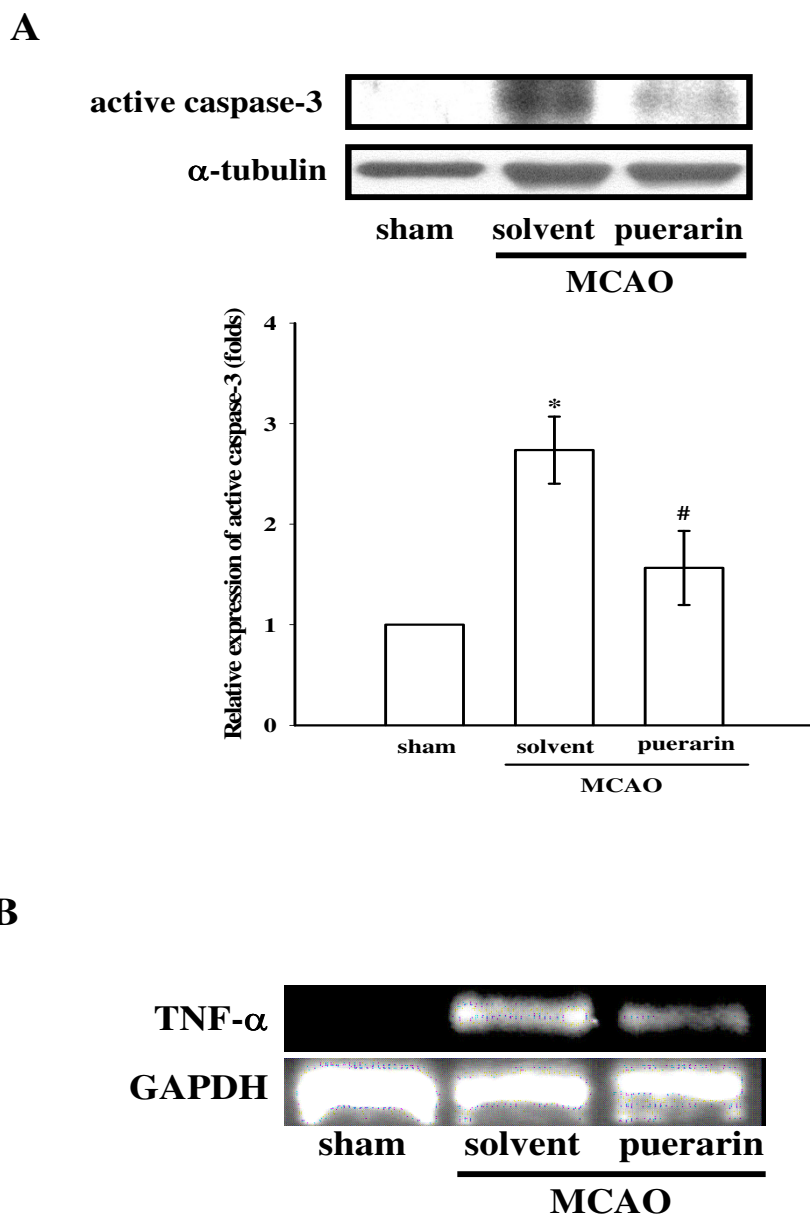 A
active caspase-3
α-tubulin
sham solvent puerarin
MCAO
Relative expression of active caspase-3 (folds)
4
3
2
1
0
*
#
sham solvent puerarin
MCAO
B
TNF-α
GAPDH
sham solvent puerarin
MCAO